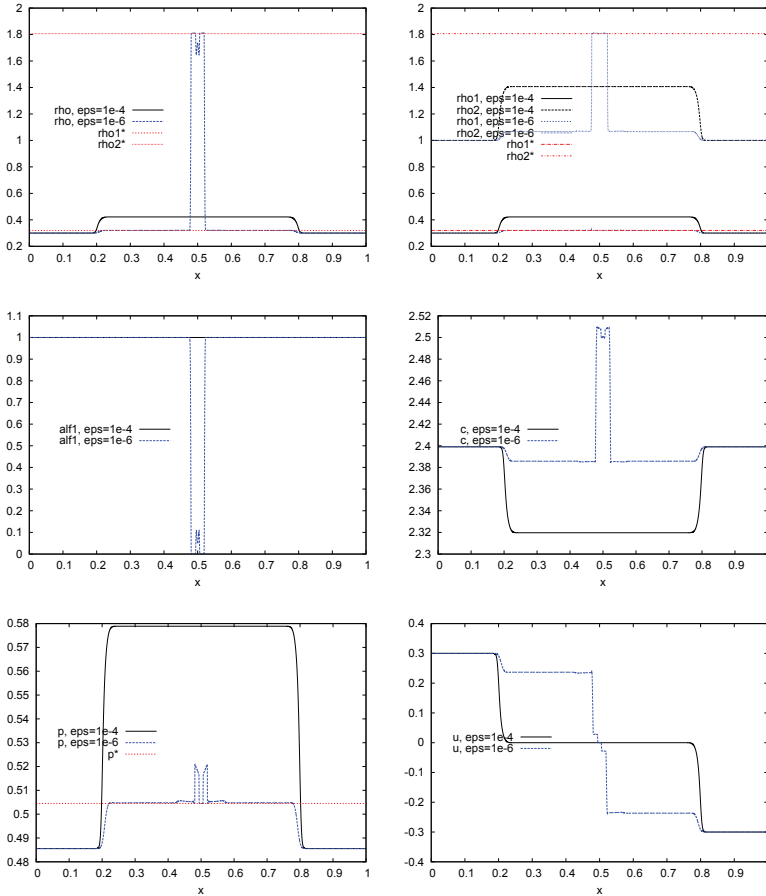 2
1.8
1.6
1.4
1.2
1
0.8
0.6
0.4
0.2
rho, eps=1e-4
rho, eps=1e-6
rho1*
rho2*
0 0.1 0.2 0.3 0.4 0.5 0.6 0.7 0.8 0.9 1
x
2
1.8
1.6
1.4
1.2
1
0.8
0.6
0.4
0.2
rho1, eps=1e-4
rho2, eps=1e-4
rho1, eps=1e-6
rho2, eps=1e-6
rho1*
rho2*
0 0.1 0.2 0.3 0.4 0.5 0.6 0.7 0.8 0.9
x
1.1
1
0.9
0.8
0.7
0.6
0.5
0.4
0.3
0.2
0.1
0
alf1, eps=1e-4
alf1, eps=1e-6
0 0.1 0.2 0.3 0.4 0.5 0.6 0.7 0.8 0.9 1
x
2.52
2.5
2.48
2.46
2.44
2.42
2.4
2.38
2.36
2.34
2.32
2.3
c, eps=1e-4
c, eps=1e-6
0 0.1 0.2 0.3 0.4 0.5 0.6 0.7 0.8 0.9
x
0.58
0.57
0.56
0.55
0.54
0.53
0.52
0.51
0.5
0.49
0.48
p, eps=1e-4
p, eps=1e-6
p*
0 0.1 0.2 0.3 0.4 0.5 0.6 0.7 0.8 0.9 1
x
0.4
0.3
0.2
0.1
0
-0.1
-0.2
-0.3
-0.4
u, eps=1e-4
u, eps=1e-6
0 0.1 0.2 0.3 0.4 0.5 0.6 0.7 0.8 0.9
x